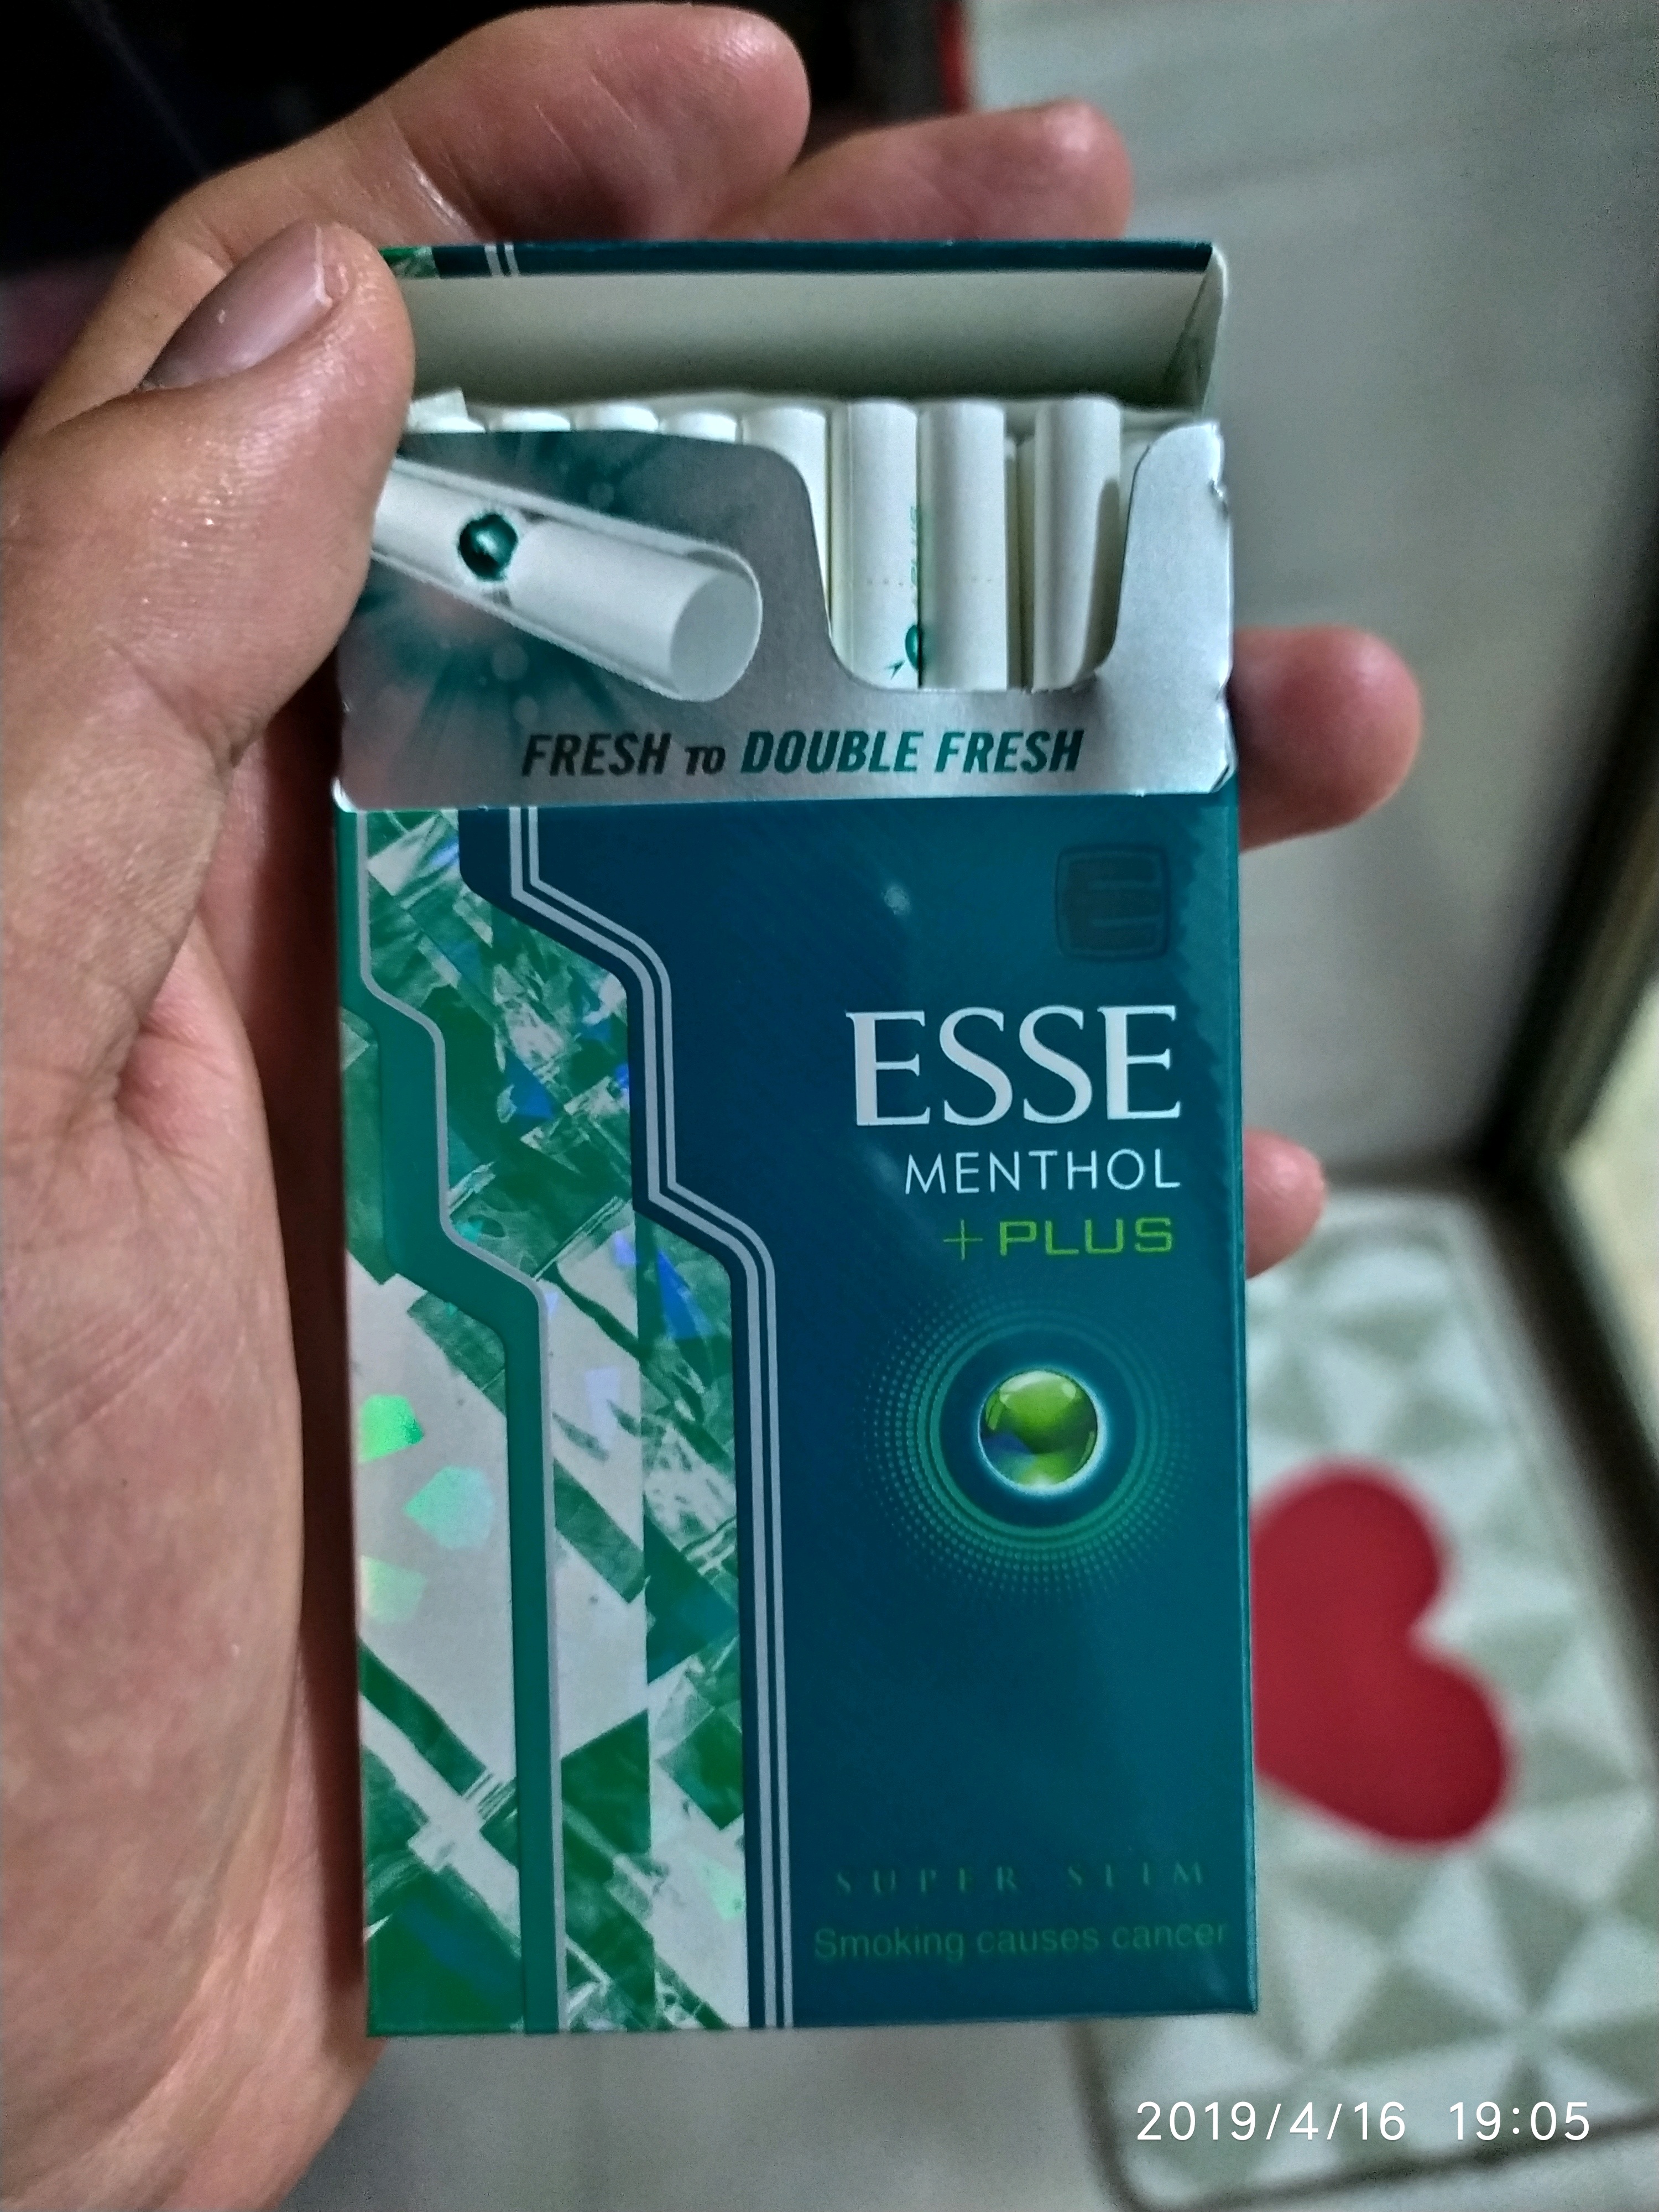 FRESH TO DOUBLE FRESH
E
ESSE
MENTHOL
+PLUS
SUPER SLIM
Smoking causes cancer
2019/4/16 19:05